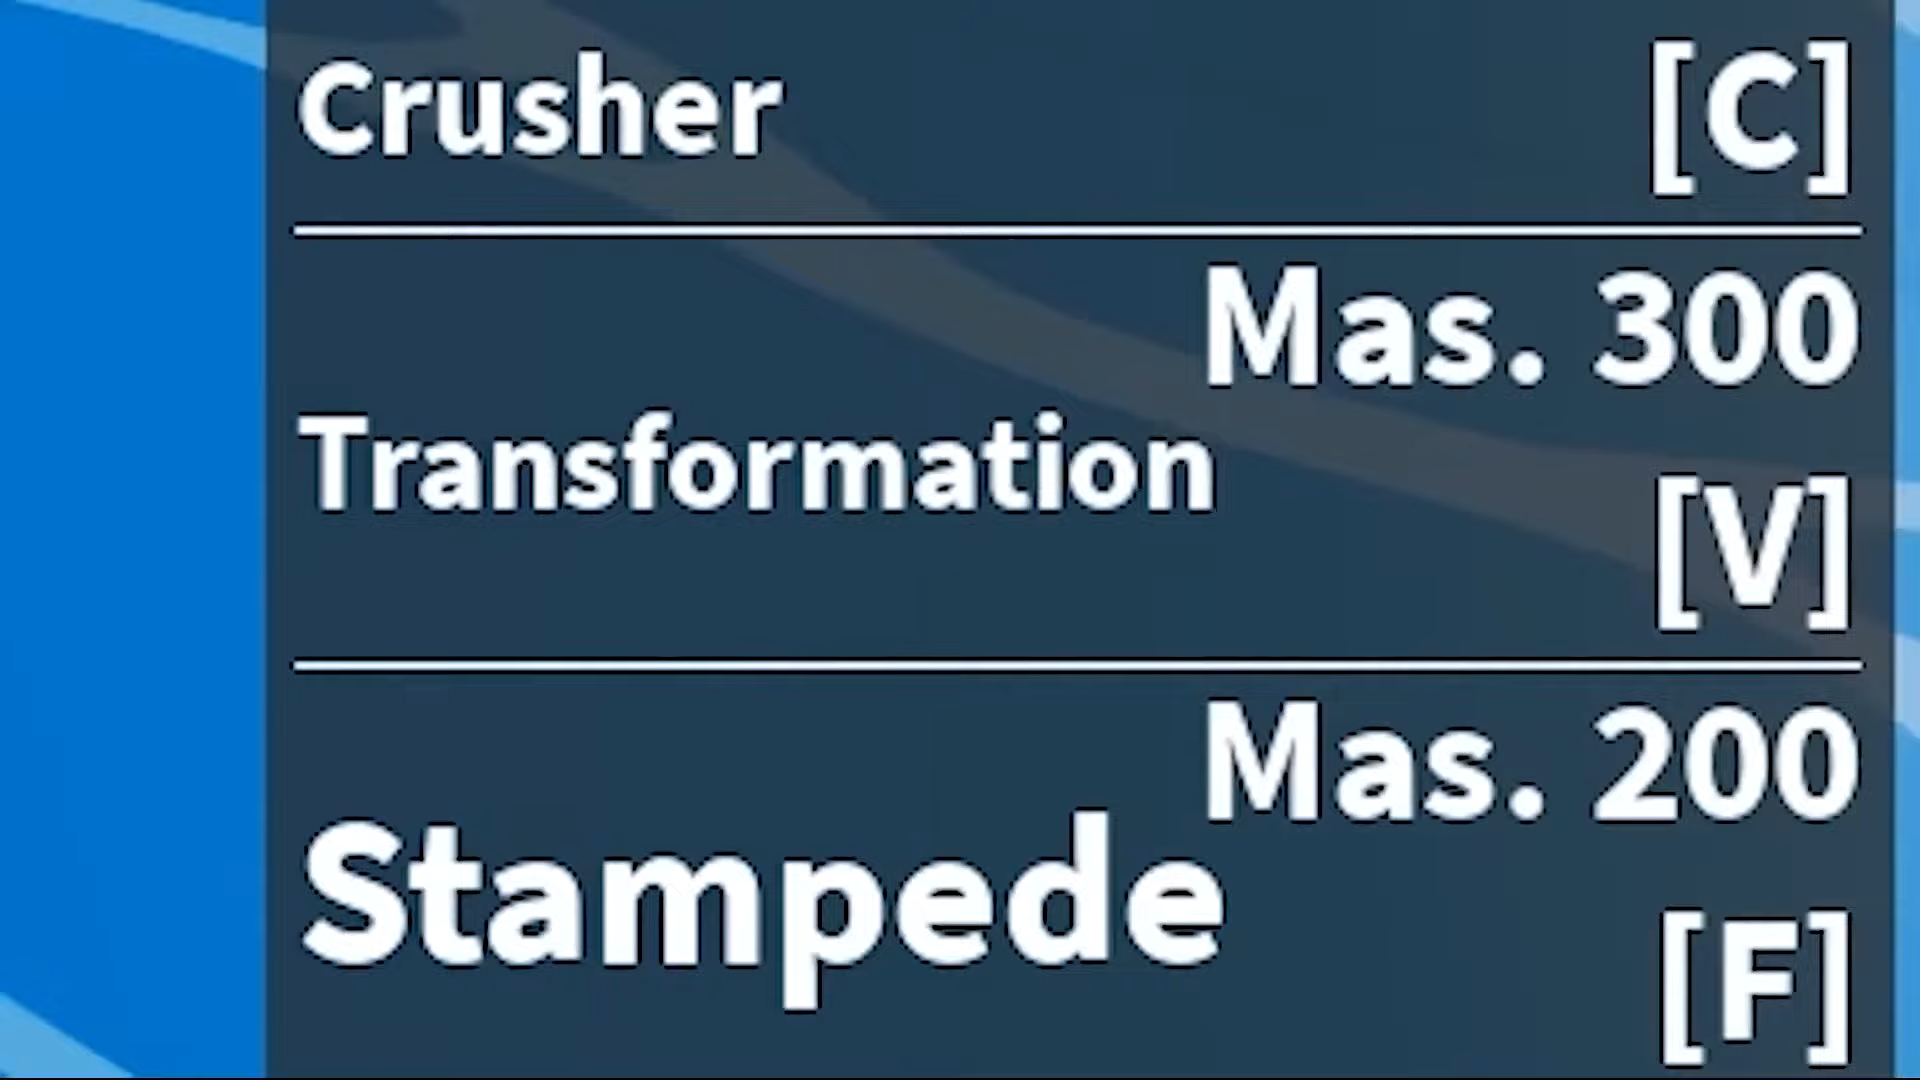 Crusher [C]
Mas. 300
Transformation
[V]
Mas. 200
Stampede
[F]